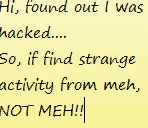 Hi, found out I was
hacked....
So, if find strange
activity from meh,
NOT MEH!!